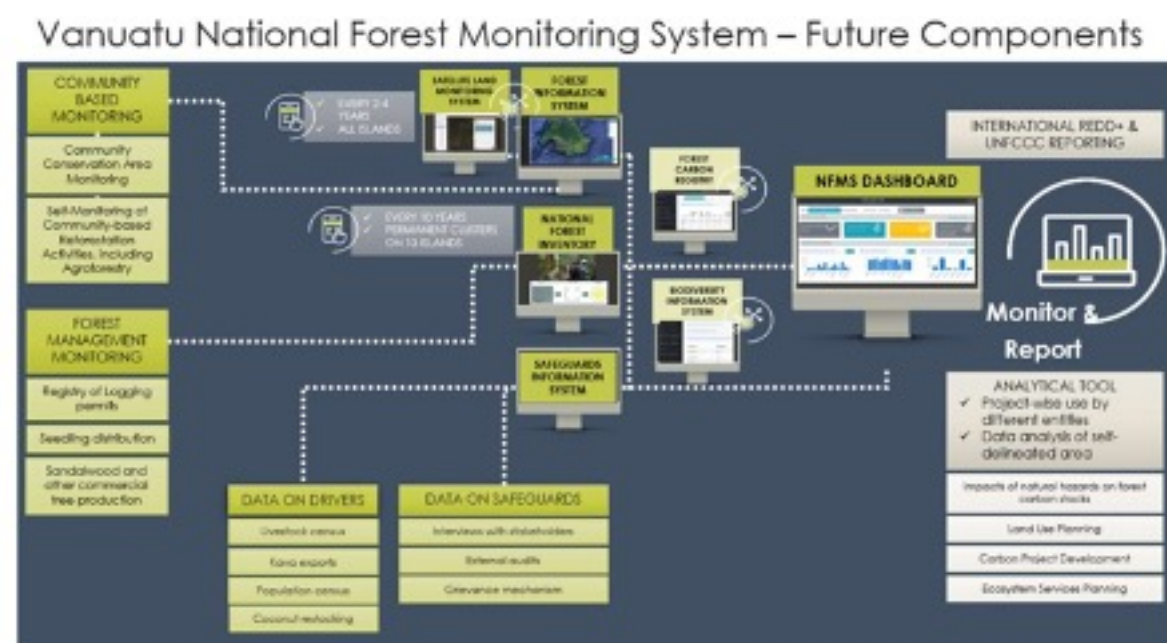 Vanuatu National Forest Monitoring System – Future Components
COMMUNITY
BASED
MONITORING
Community
Conservation Area
Monitoring
Self-Monitoring of
Community-based
Reforestation
Activities, Including
Agroforestry
FOREST
MANAGEMENT
MONITORING
Registry of Logging
permits
Seedling distribution
Sandalwood and
other commercial
tree production
✓ EVERY 2-4
YEARS
✓ ALL ISLANDS
SATELLITE LAND
MONITORING
SYSTEM
FOREST
INFORMATION
SYSTEM
✓ EVERY 10 YEARS
✓ PERMANENT CLUSTERS
ON 10 ISLANDS
NATIONAL
FOREST
INVENTORY
SAFEGUARDS
INFORMATION
SYSTEM
FOREST
CARBON
REGISTRY
BIODIVERSITY
INFORMATION
SYSTEM
NFMS DASHBOARD
INTERNATIONAL REDD+ &
UNFCCC REPORTING
Monitor &
Report
ANALYTICAL TOOL
✓ Project-wise use by
different entities
✓ Data analysis of self-
delineated area
Impacts of natural hazards on forest
carbon stocks
Land Use Planning
Carbon Project Development
Ecosystem Services Planning
DATA ON DRIVERS
Livestock census
Kava exports
Population census
Coconut restocking
DATA ON SAFEGUARDS
Interviews with stakeholders
External audits
Grievance mechanism